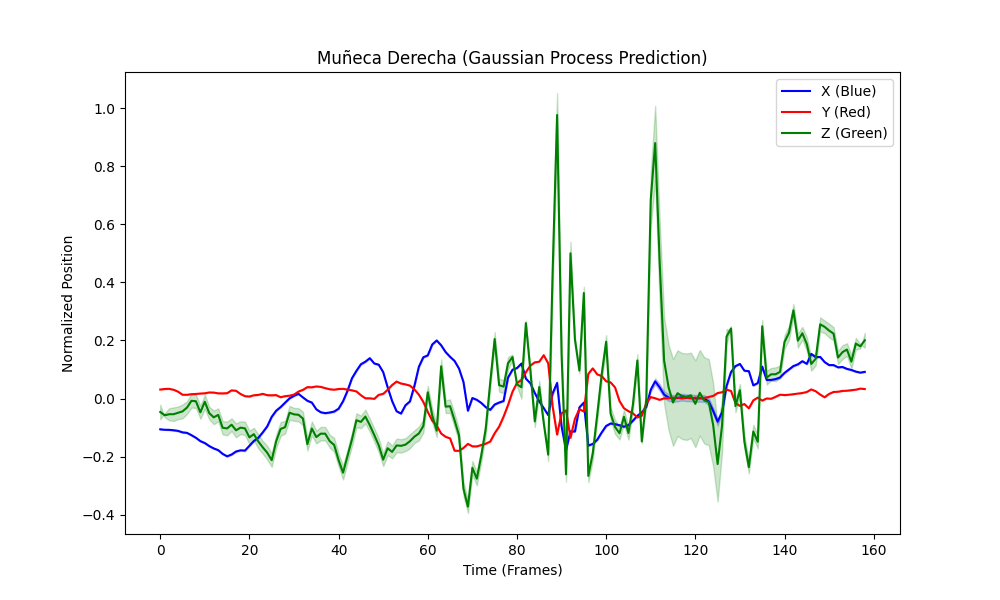 Muñeca Derecha (Gaussian Process Prediction)
X (Blue)
Y (Red)
Z (Green)
Normalized Position
1.0
0.8
0.6
0.4
0.2
0.0
−0.2
−0.4
0 20 40 60 80 100 120 140 160
Time (Frames)